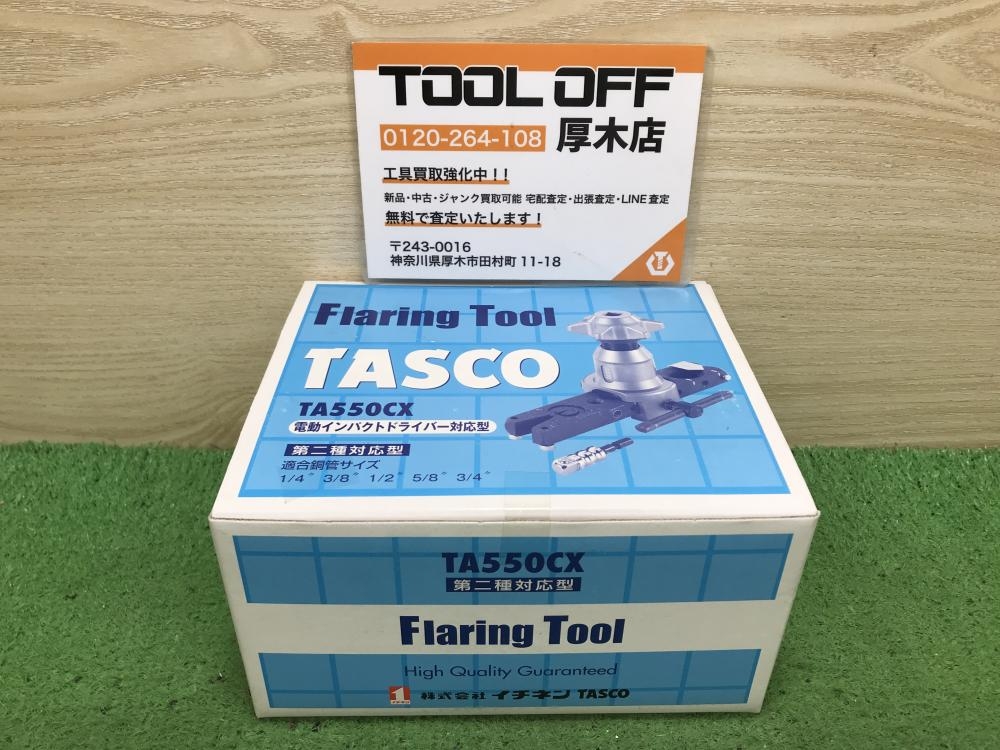 TOOL OFF
0120-264-108 厚木店
工具買取強化中！！
新品・中古・ジャンク買取可能 宅配査定・出張査定・LINE査定
無料で査定いたします！
〒243-0016
神奈川県厚木市田村町 11-18
Flaring Tool
TASCO
TA550CX
電動インパクトドライバー対応型
第二種対応型
適合銅管サイズ
1/4" 3/8" 1/2" 5/8" 3/4"
TA550CX
第二種対応型
Flaring Tool
High Quality Guaranteed
1 株式会社 イチネン TASCO